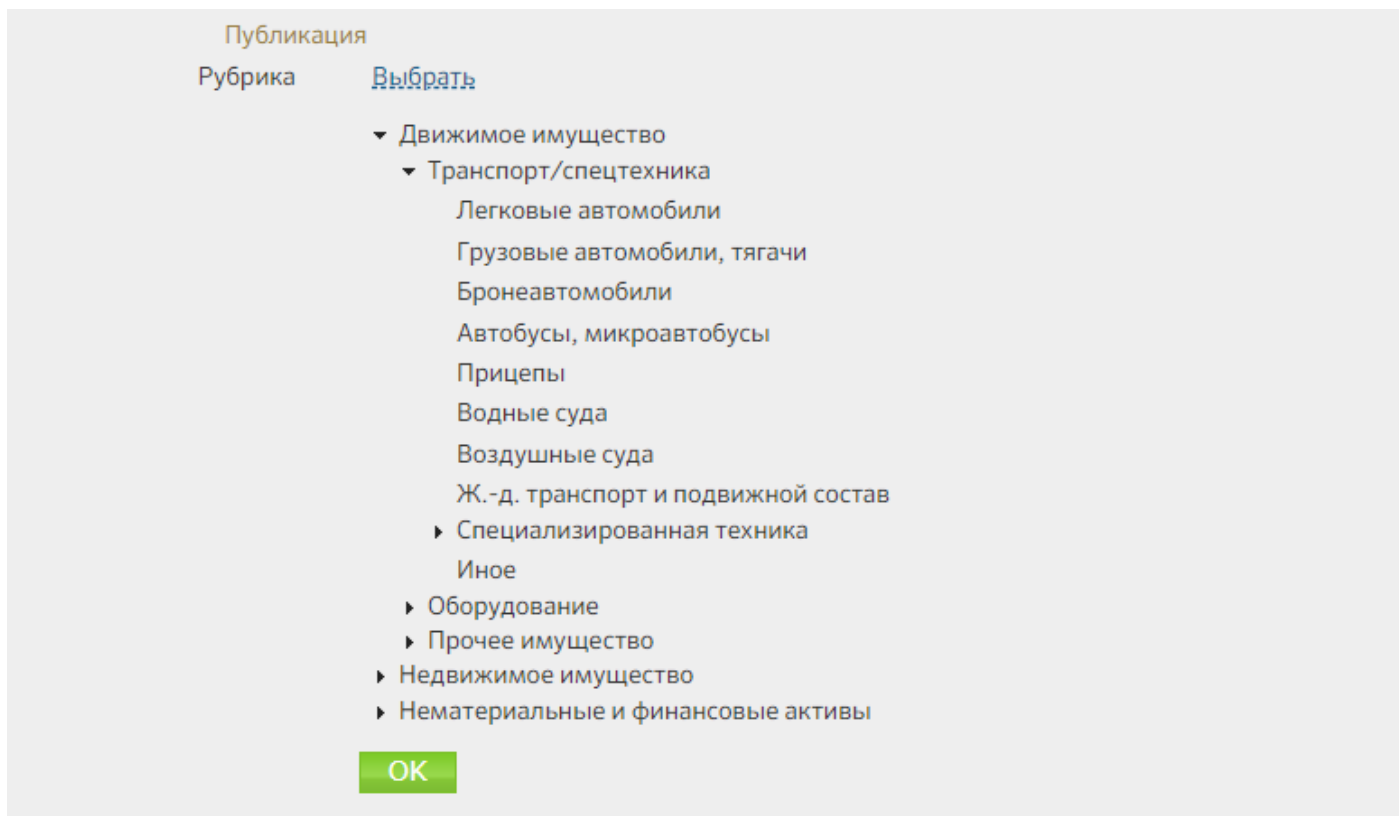 Публикация
Рубрика Выбрать
Движимое имущество
Транспорт/спецтехника
Легковые автомобили
Грузовые автомобили, тягачи
Бронеавтомобили
Автобусы, микроавтобусы
Прицепы
Водные суда
Воздушные суда
Ж.-д. транспорт и подвижной состав
Специализированная техника
Иное
Оборудование
Прочее имущество
Недвижимое имущество
Нематериальные и финансовые активы
OK